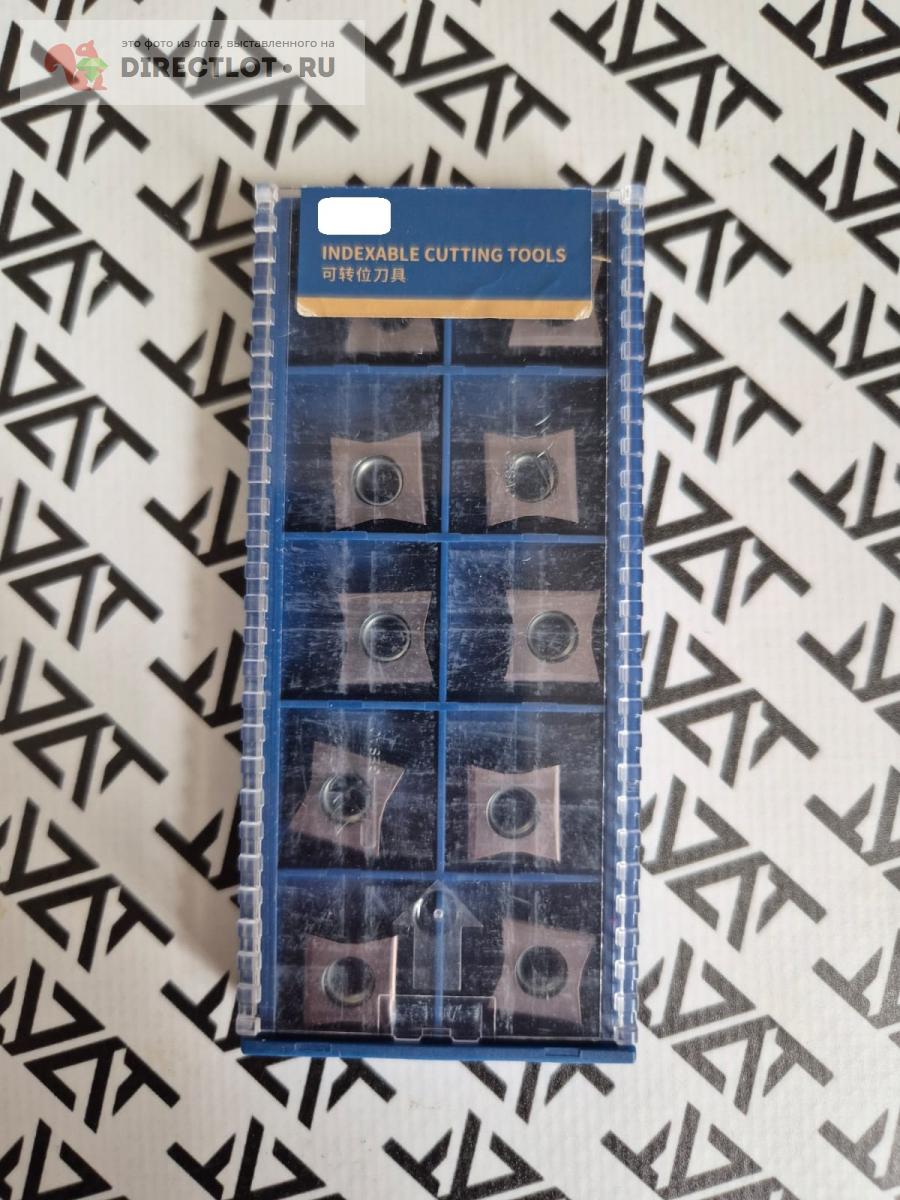 это фото из лота, выставленного на
DIRECTLOT.RU
INDEXABLE CUTTING TOOLS
可转位刀具